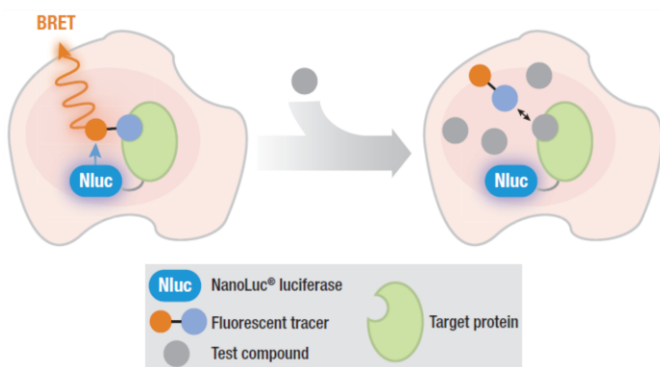 BRET
Nluc
Nluc
Nluc NanoLuc® luciferase
Fluorescent tracer
Target protein
Test compound